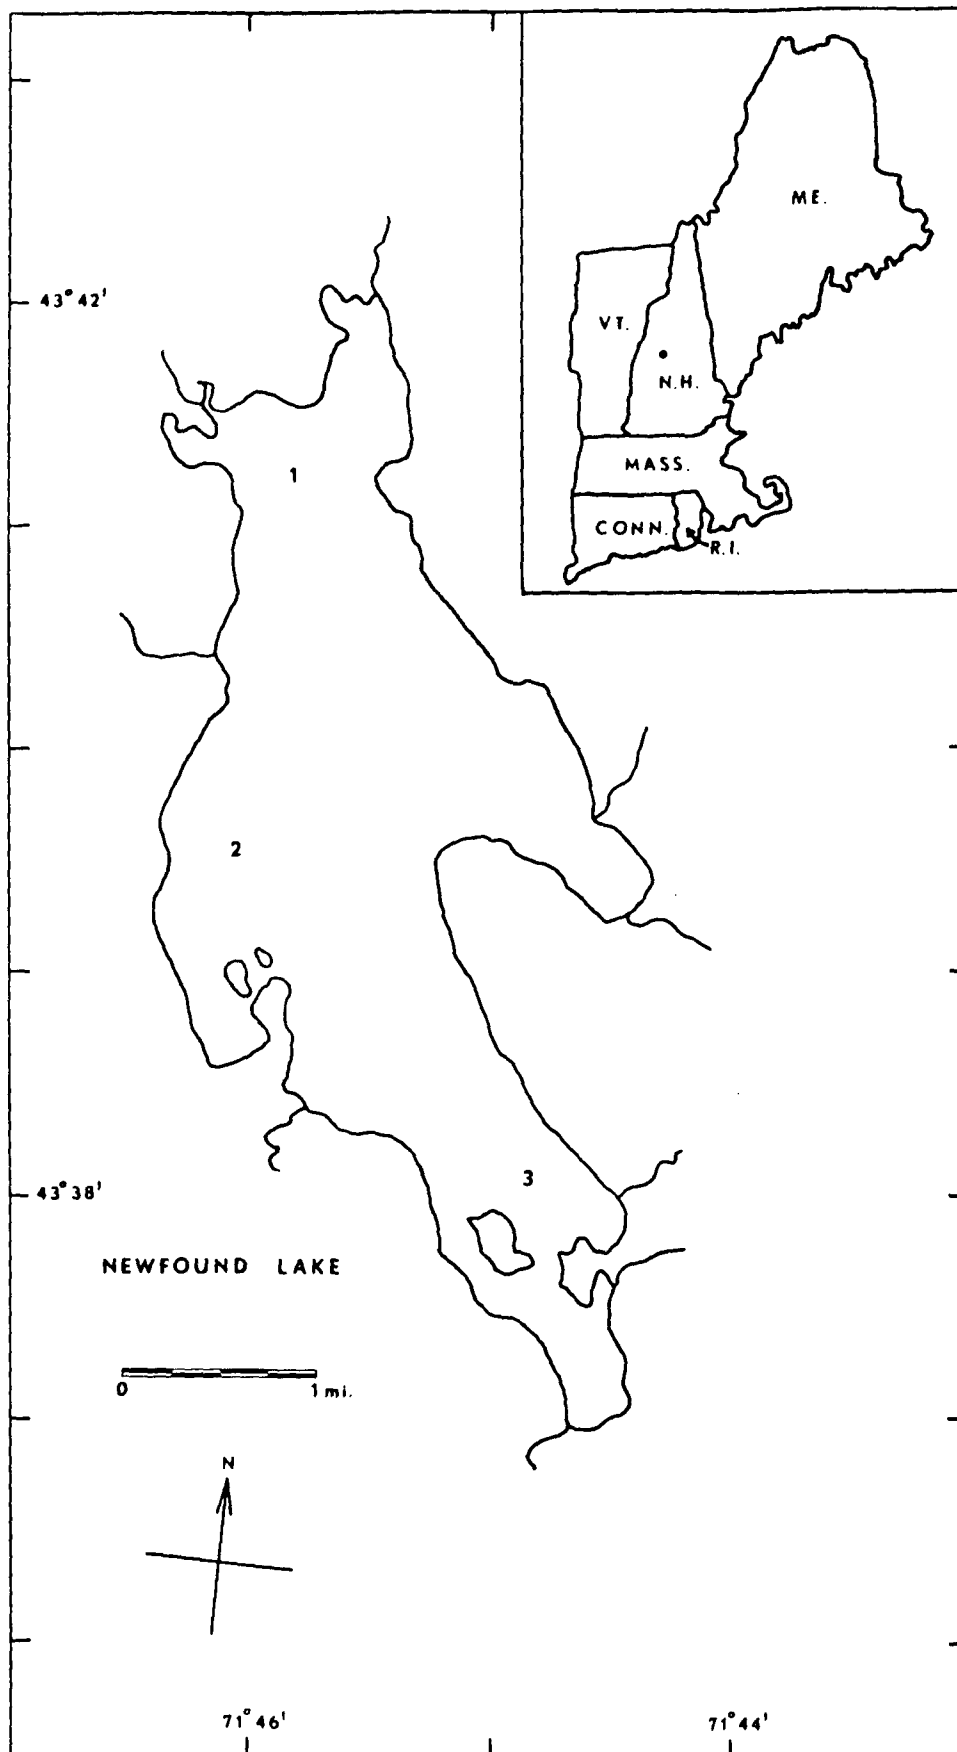 ME.
43°42'
VT.
N.H.
1
MASS.
CONN.
R.I.
2
3
43°38'
NEWFOUND LAKE
0 1 mi.
N
71°46' 71°44'